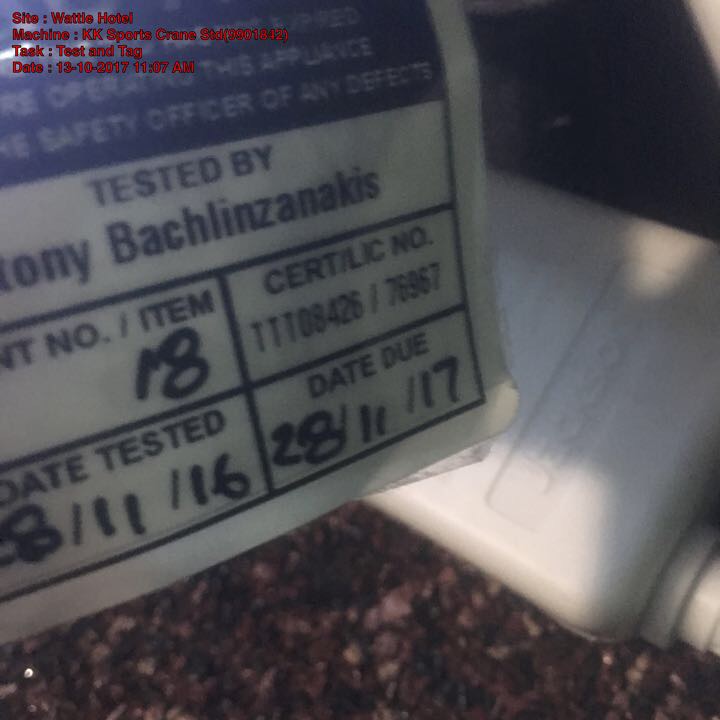 Site : Wattle Hotel
Machine : KK Sports Crane Std(9901842)
Task : Test and Tag
Date : 13-10-2017 11:07 AM
APPLIANCE
SAFETY OFFICER OF ANY DEFECTS
TESTED BY
tony Bachlinzanakis
NT NO. / ITEM
18
CERT/LIC NO.
TTT08426 / 76967
DATE TESTED
28/11/16
DATE DUE
28/11/17